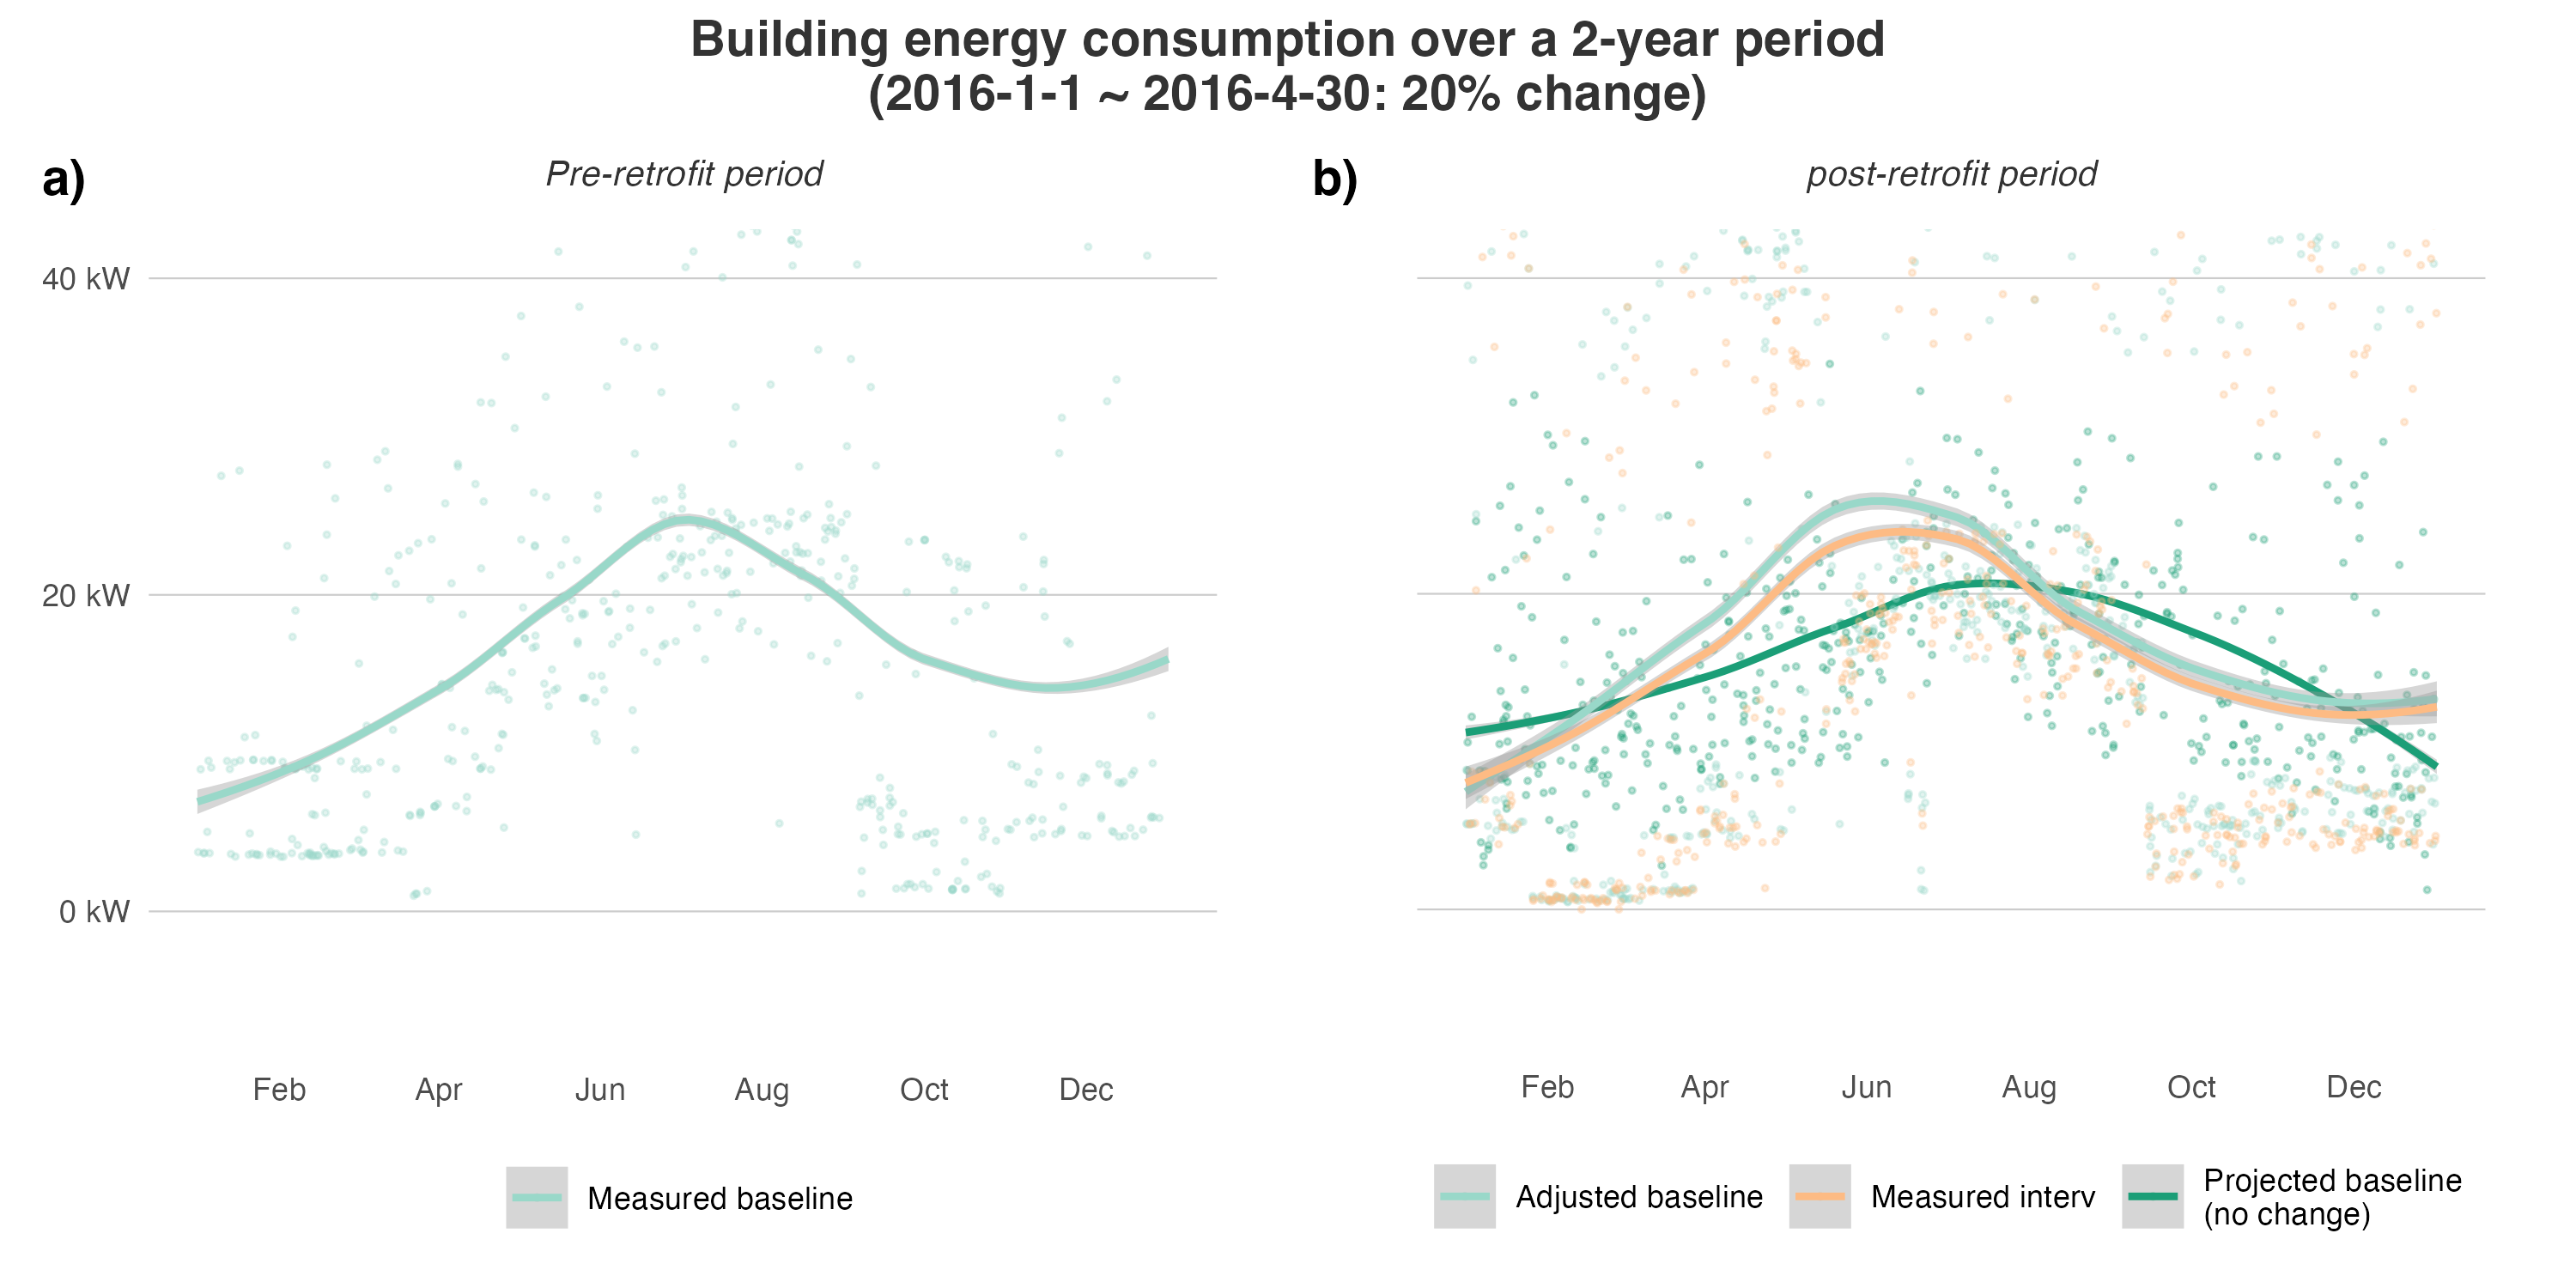 Building energy consumption over a 2-year period
(2016-1-1 ~ 2016-4-30: 20% change)
a)
Pre-retrofit period
40 kW
20 kW
0 kW
Feb Apr Jun Aug Oct Dec
Measured baseline
b)
post-retrofit period
Feb Apr Jun Aug Oct Dec
Adjusted baseline
Measured interv
Projected baseline
(no change)